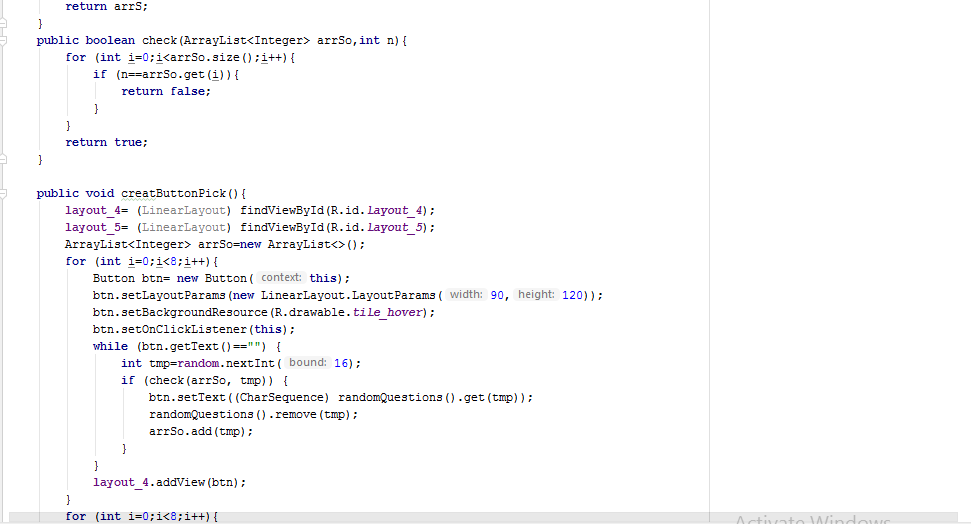 return arrS;
}
public boolean check(ArrayList<Integer> arrSo,int n){
for (int i=0;i<arrSo.size();i++){
if (n==arrSo.get(i)){
return false;
}
}
return true;
}
public void creatButtonPick(){
layout_4= (LinearLayout) findViewById(R.id.layout_4);
layout_5= (LinearLayout) findViewById(R.id.layout_5);
ArrayList<Integer> arrSo=new ArrayList<>();
for (int i=0;i<8;i++){
Button btn= new Button( context: this);
btn.setLayoutParams(new LinearLayout.LayoutParams( width: 90, height: 120));
btn.setBackgroundResource(R.drawable.tile_hover);
btn.setOnClickListener(this);
while (btn.getText()=="") {
int tmp=random.nextInt( bound: 16);
if (check(arrSo, tmp)) {
btn.setText((CharSequence) randomQuestions().get(tmp));
randomQuestions().remove(tmp);
arrSo.add(tmp);
}
}
layout_4.addView(btn);
}
for (int i=0;i<8;i++){
Activate Windows